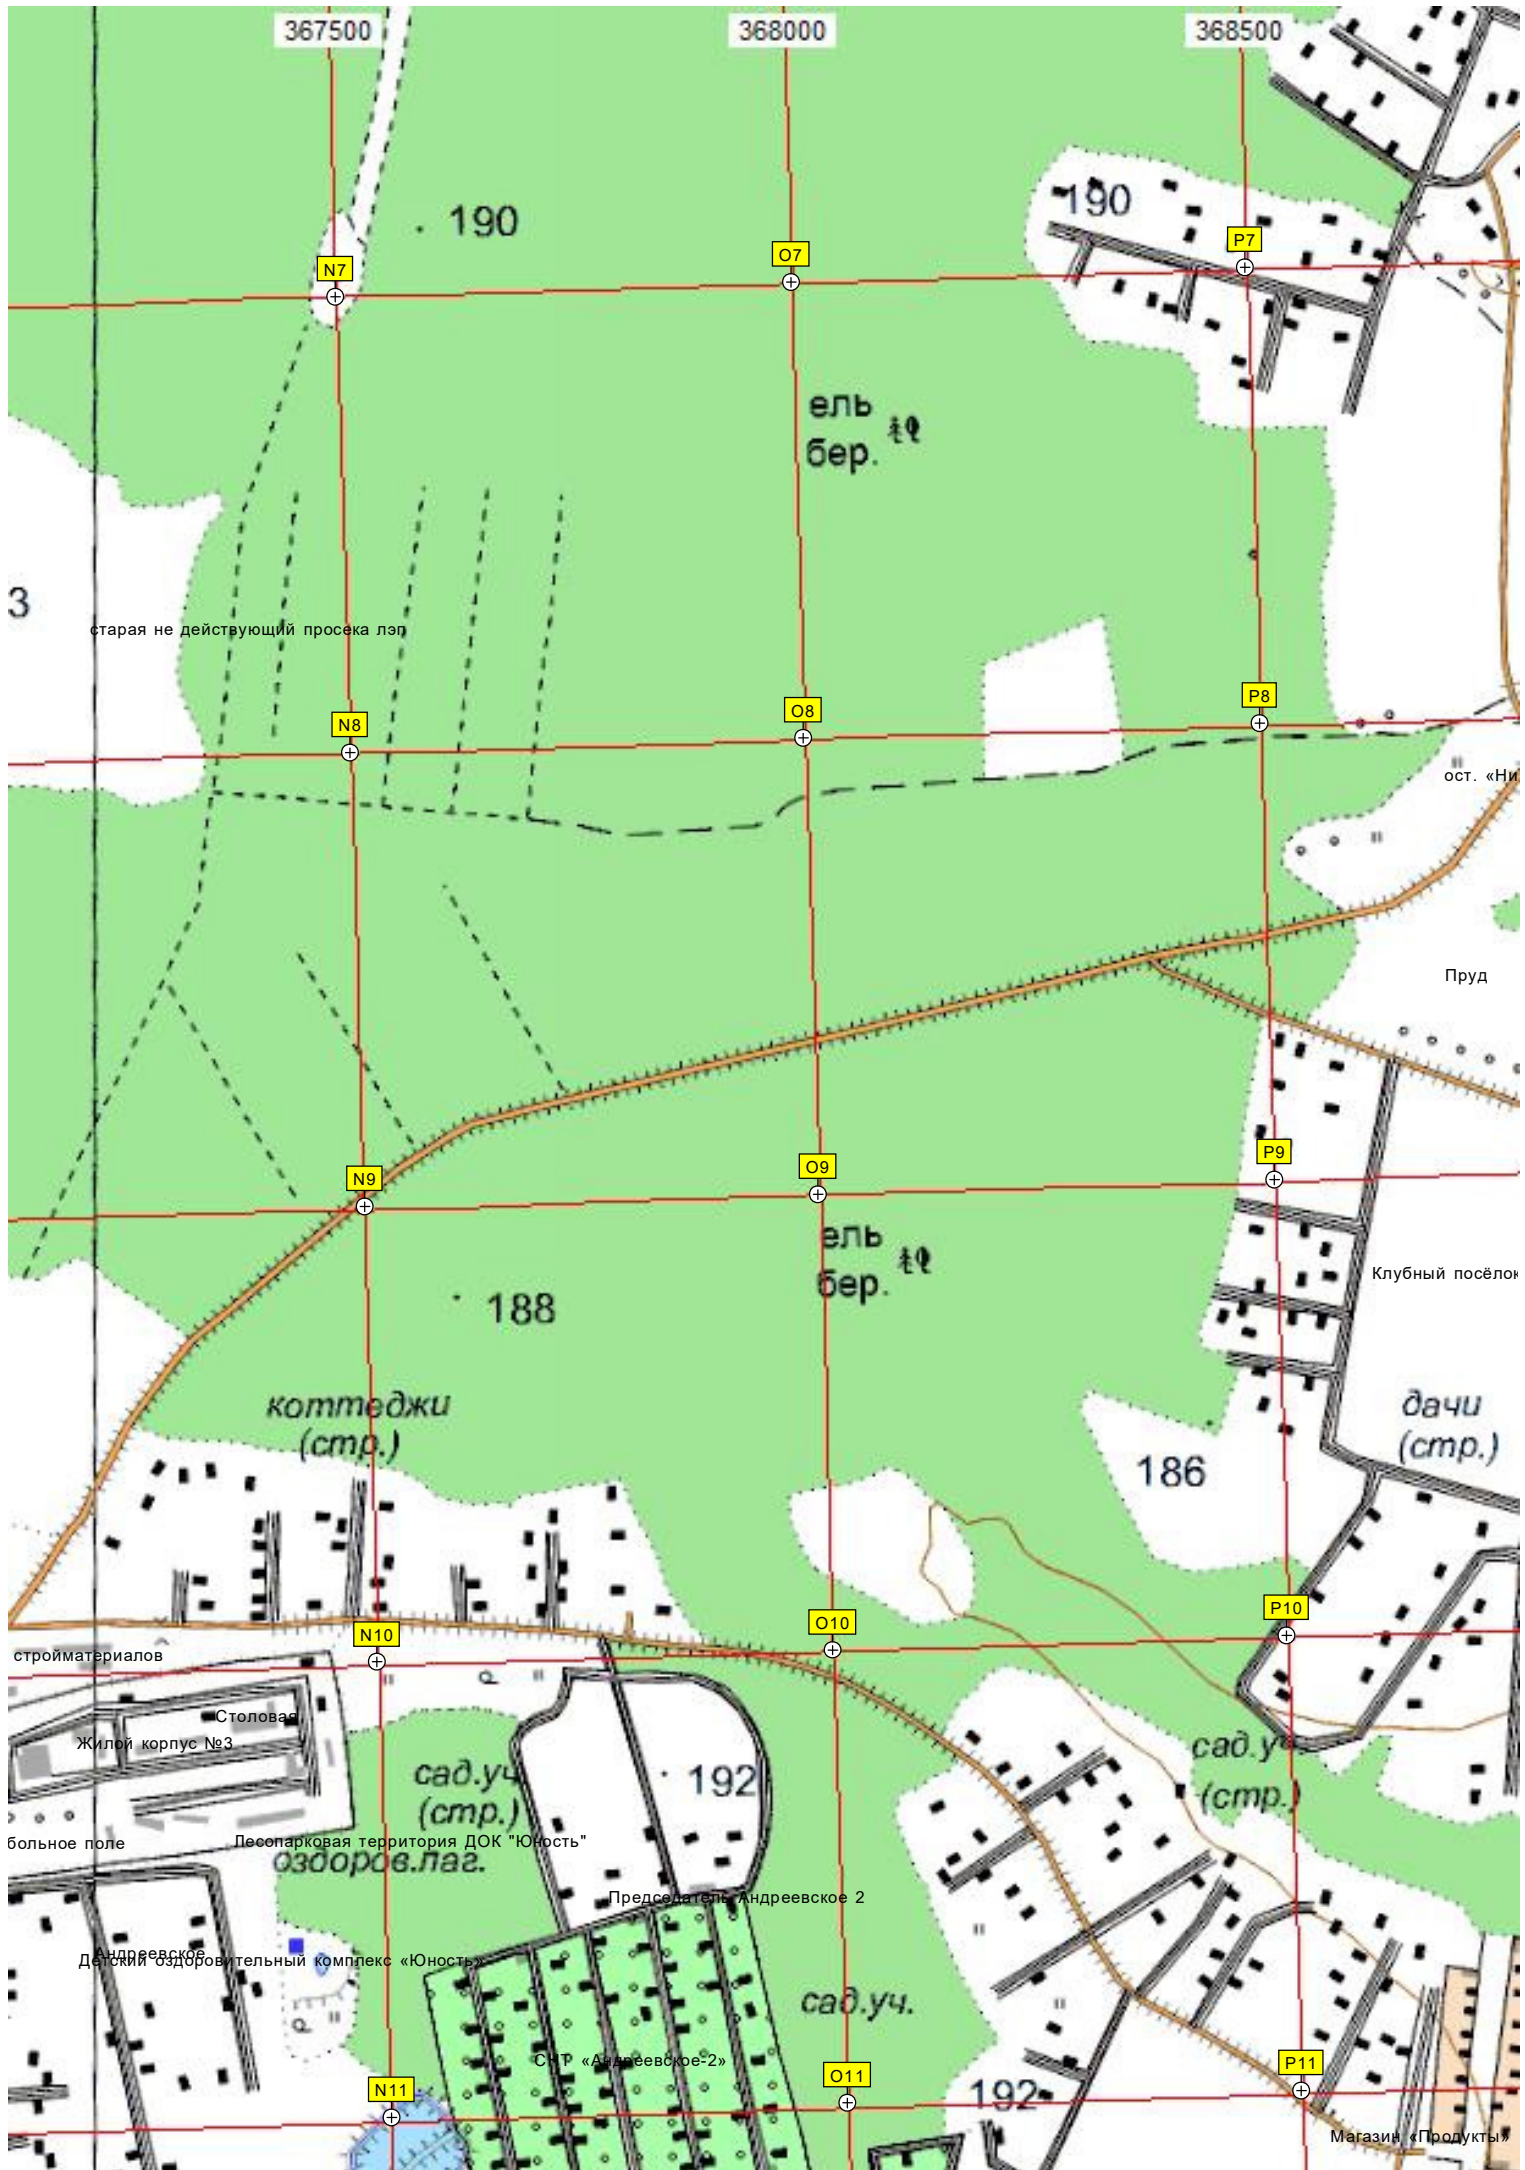 367500
368000
368500
190
190
N7
O7
P7
ель
бер.
3
старая не действующий просека лэп
N8
O8
P8
ост. «Ни
Пруд
N9
O9
P9
ель
бер.
188
Клубный посёлок
коттеджи
(стр.)
дачи
(стр.)
186
N10
O10
P10
стройматериалов
Столовая
Жилой корпус №3
сад.уч.
(стр.)
192
сад.уч.
(стр.)
больное поле
Лесопарковая территория ДОК "Юность"
оздоров.лаг.
Председатель Андреевское 2
Андреевское
Детский оздоровительный комплекс «Юность»
сад.уч.
СНТ «Андреевское-2»
N11
O11
P11
192
Магазин «Продукты»